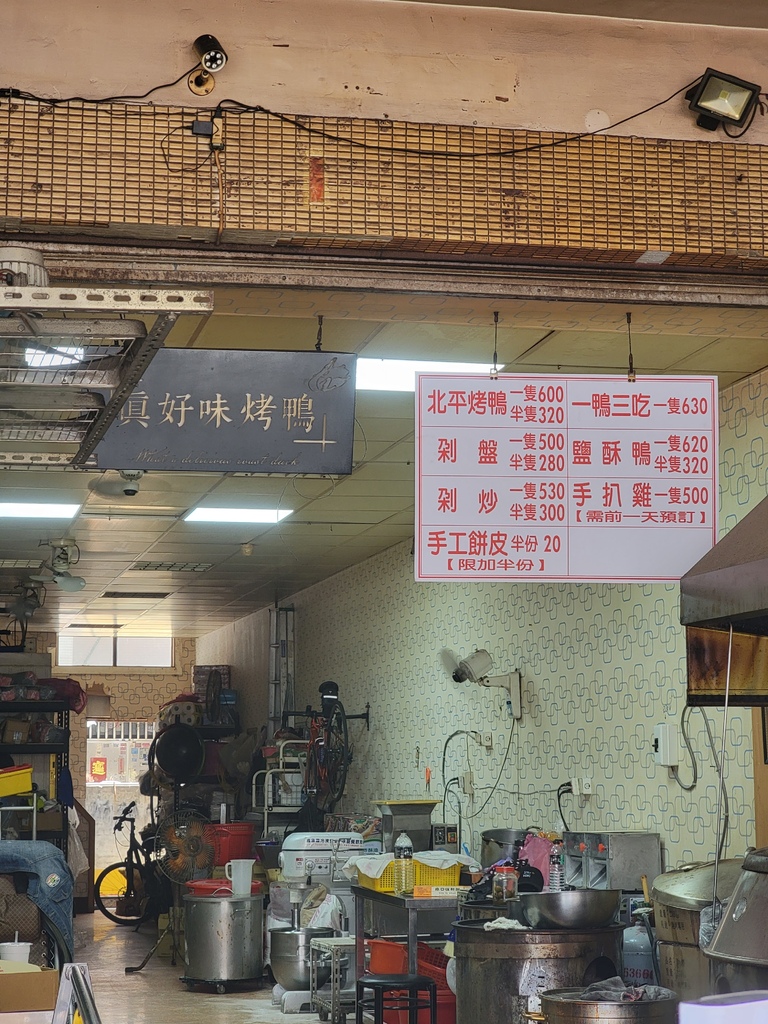 眞好味烤鴨
北平烤鴨 一隻600 半隻320
一鴨三吃 一隻630
剁盤 一隻500 半隻280
鹽酥鴨 一隻620 半隻320
剁炒 一隻530 半隻300
手扒雞 一隻500
【需前一天預訂】
手工餅皮 半份 20
【限加半份】